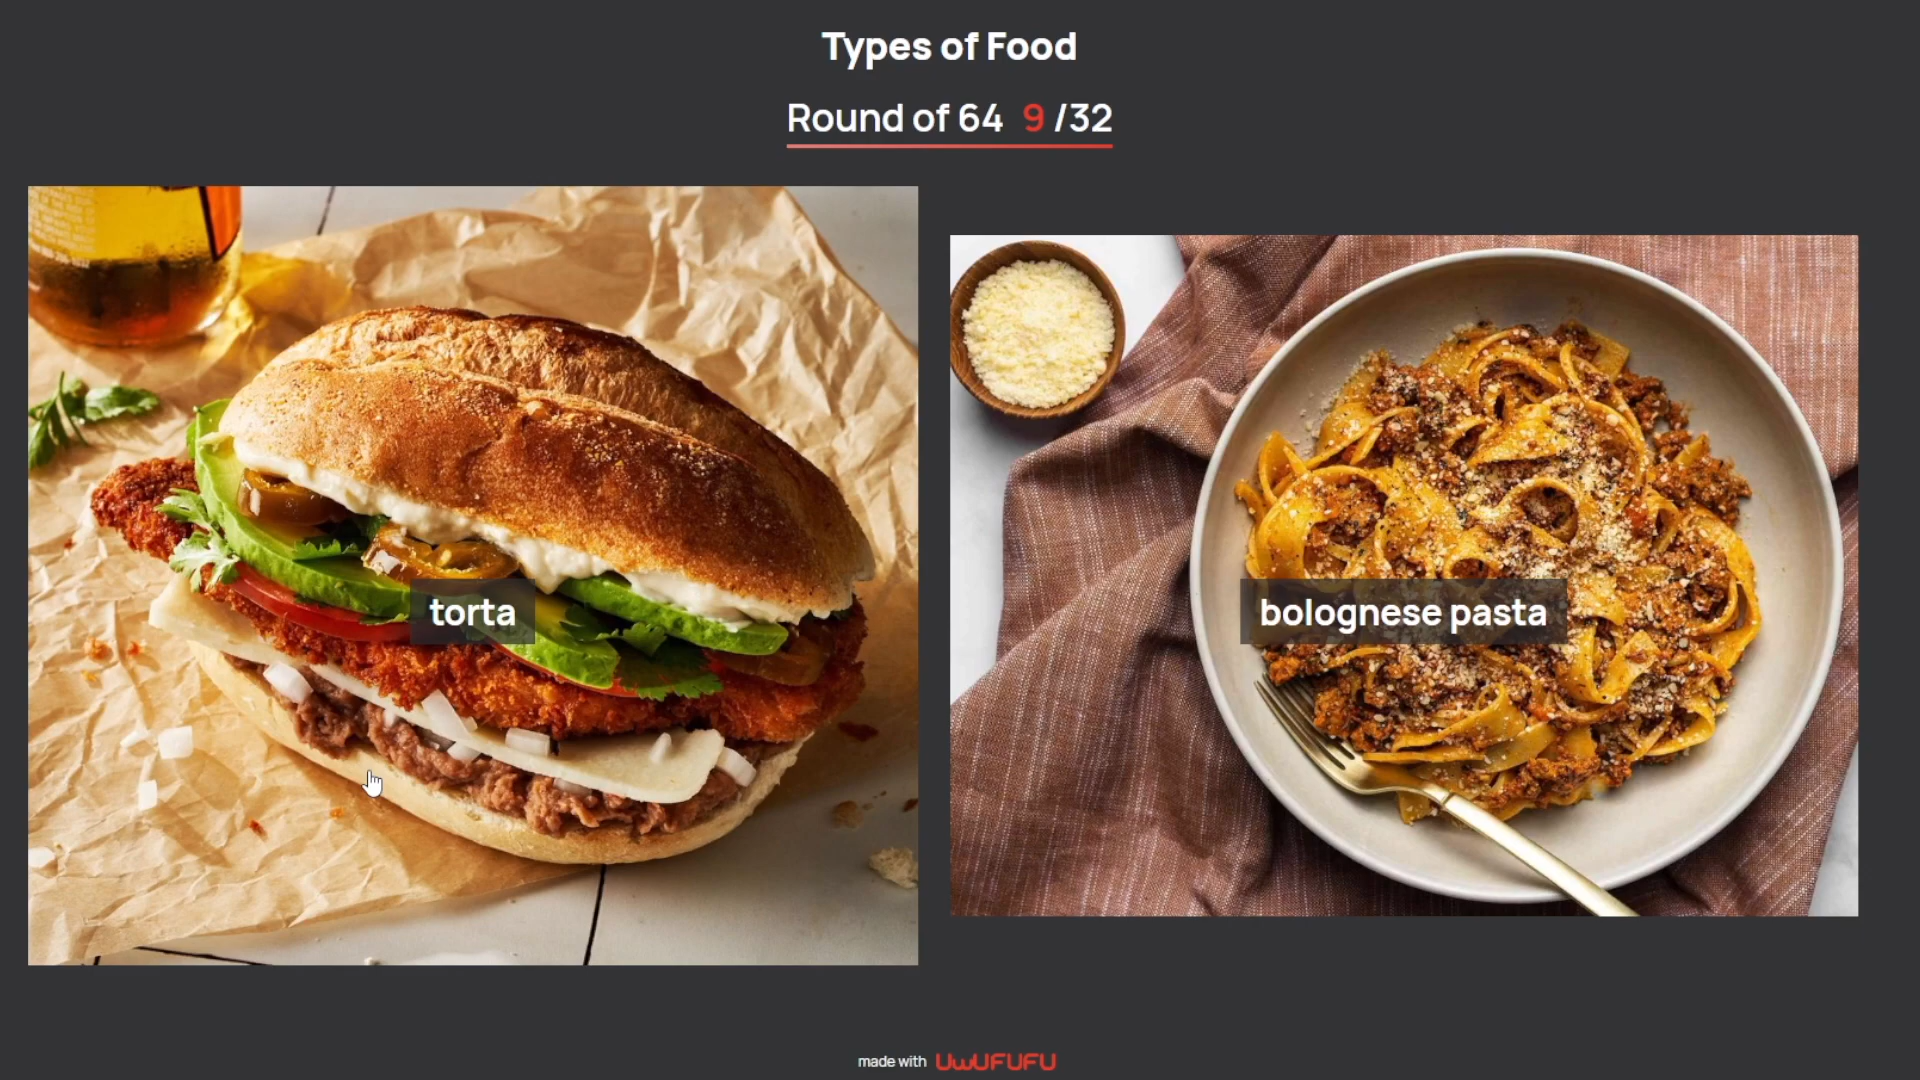 Types of Food
Round of 64 9 /32
torta
bolognese pasta
made with UwUFUFU